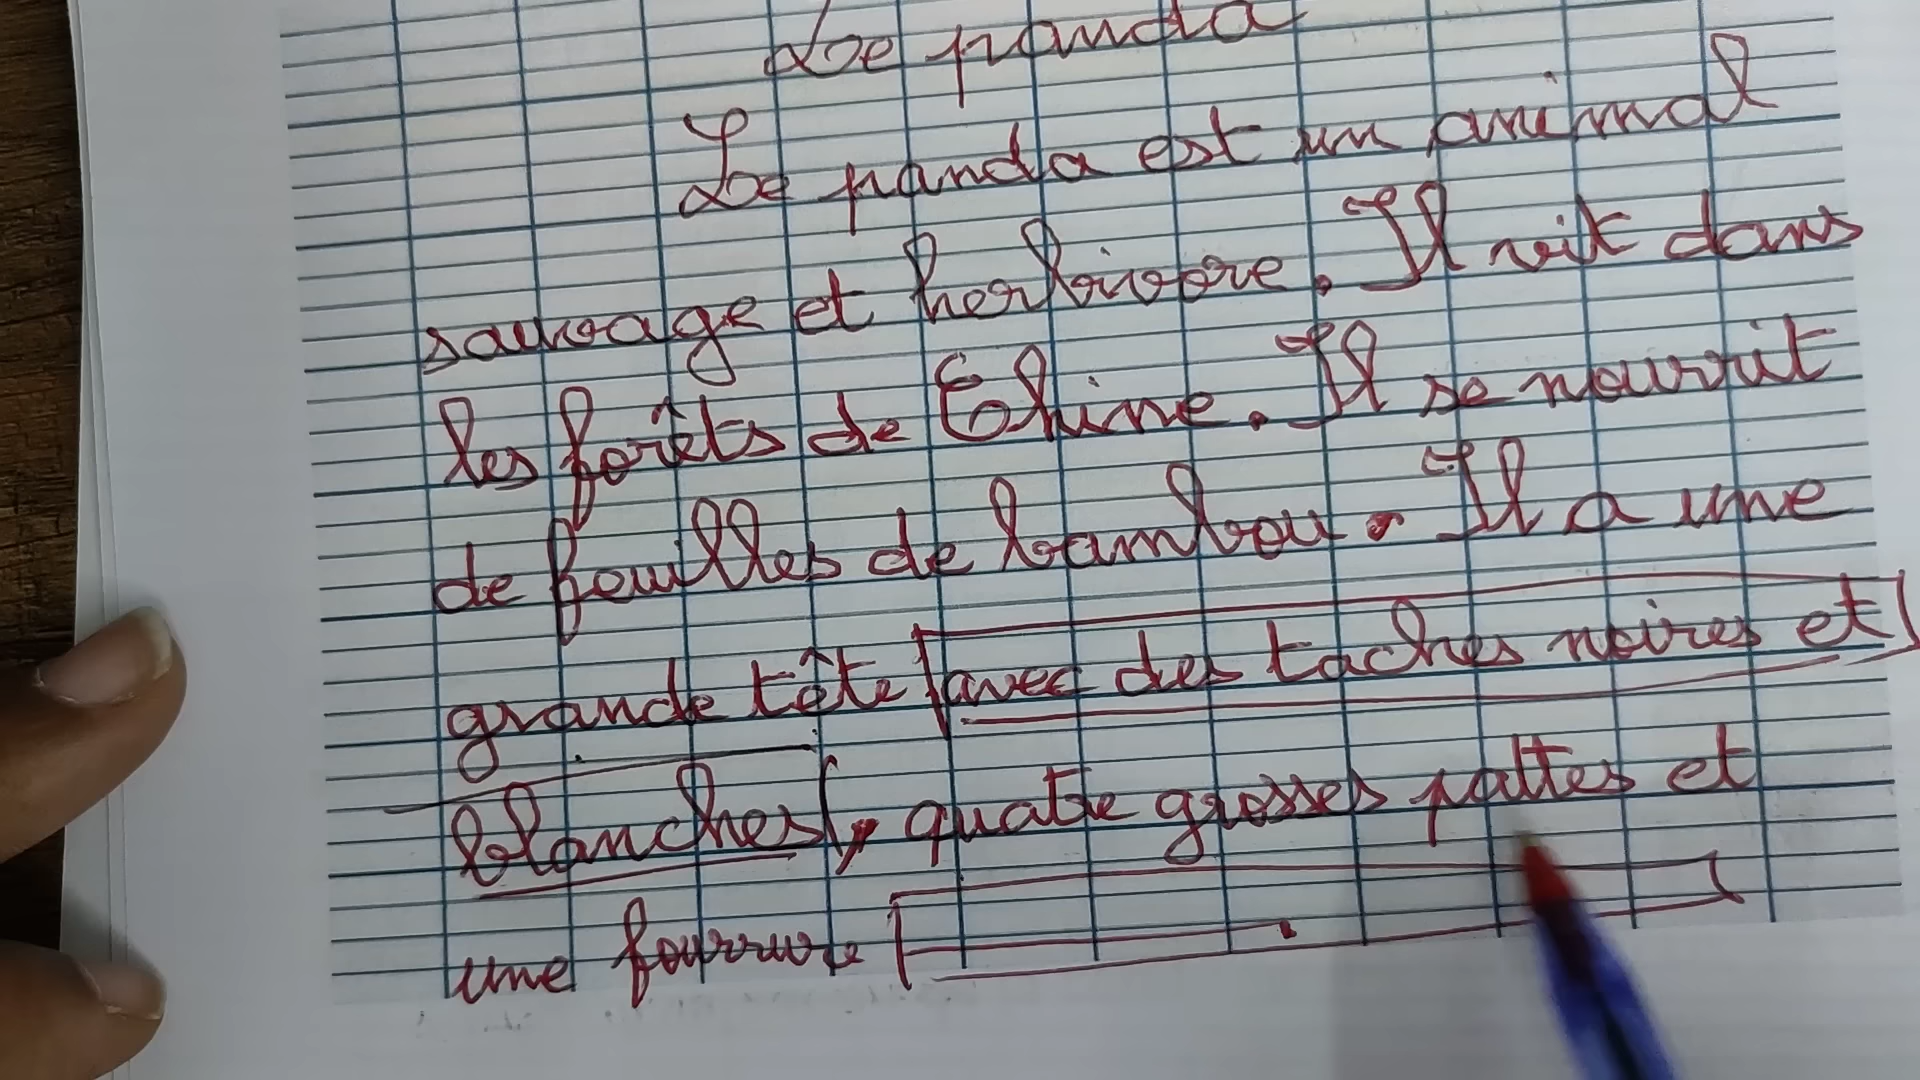 Le panda
Le panda est un animal
sauvage et herbivore. Il vit dans
les forêts de Chine. Il se nourrit
de feuilles de bambou. Il a une
grande tête avec des taches noires et
blanches, quatre grosses pattes et
une fourrure